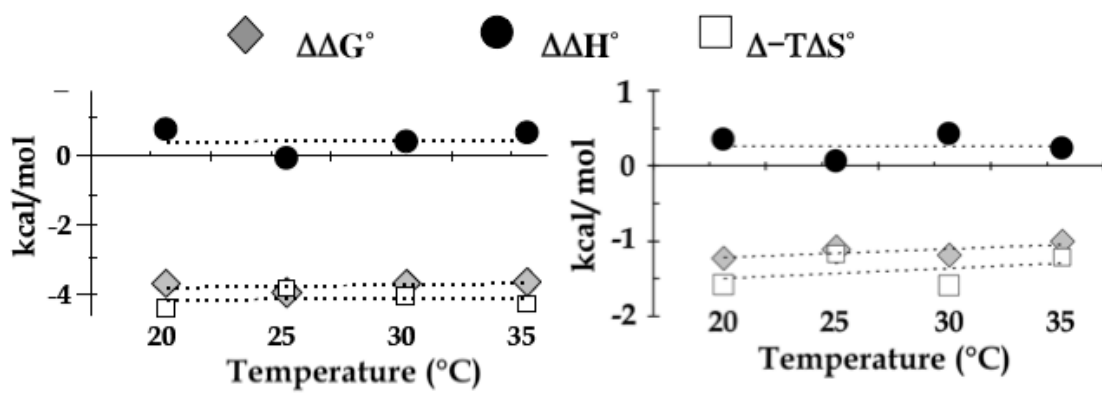 ΔΔG° ΔΔH° Δ−TΔS°
kcal/mol
0
-2
-4
20 25 30 35
Temperature (°C)
kcal/mol
1
0
-1
-2
20 25 30 35
Temperature (°C)